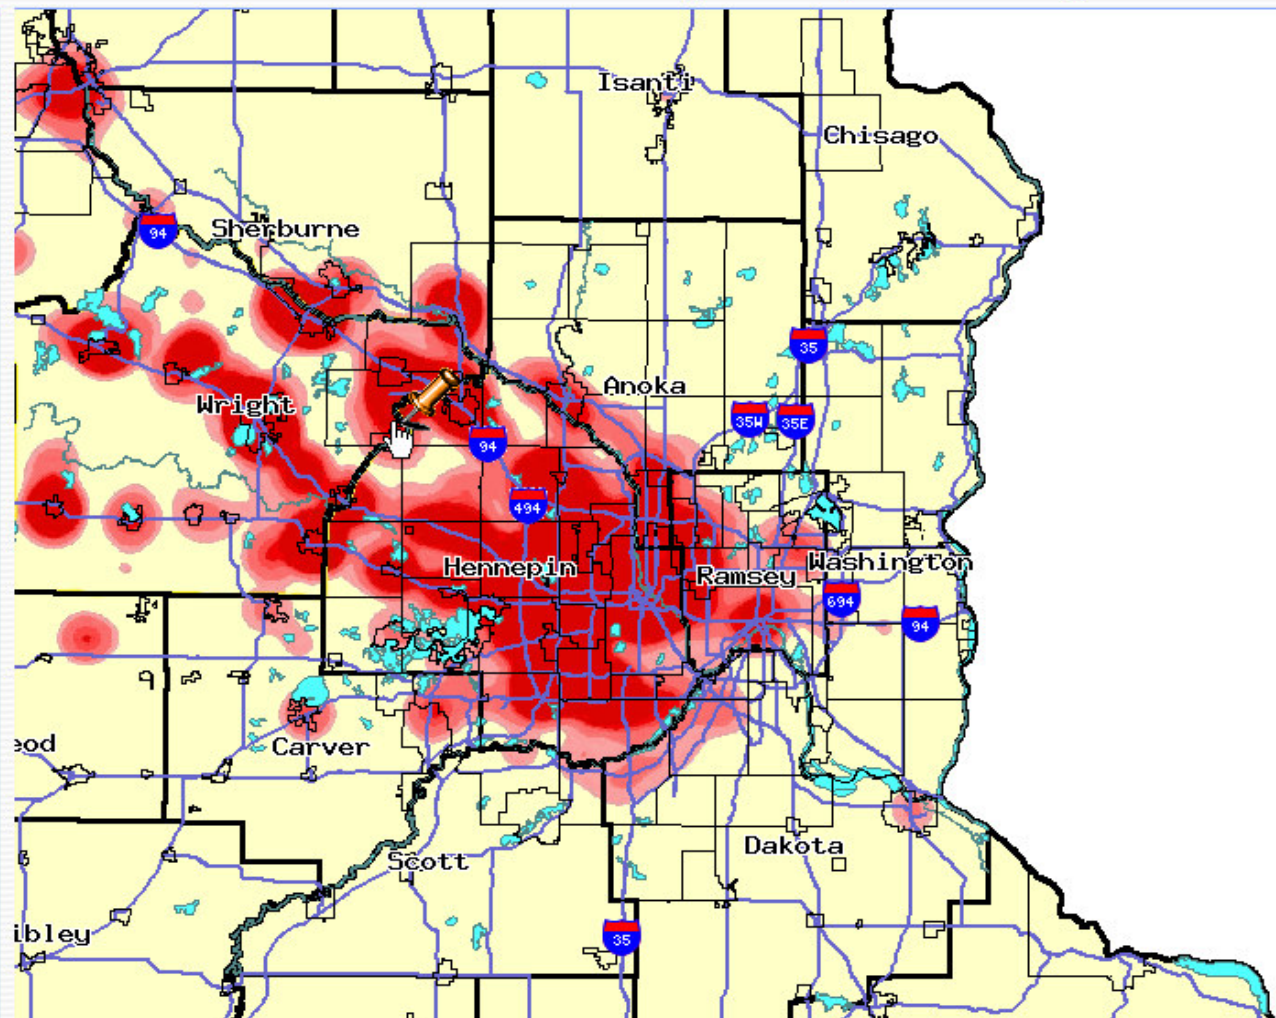 Isanti
Chisago
Sherburne
94
35
Anoka
Wright
35W
35E
94
494
Hennepin
Ramsey
Washington
694
94
eod
Carver
Scott
Dakota
ibley
35